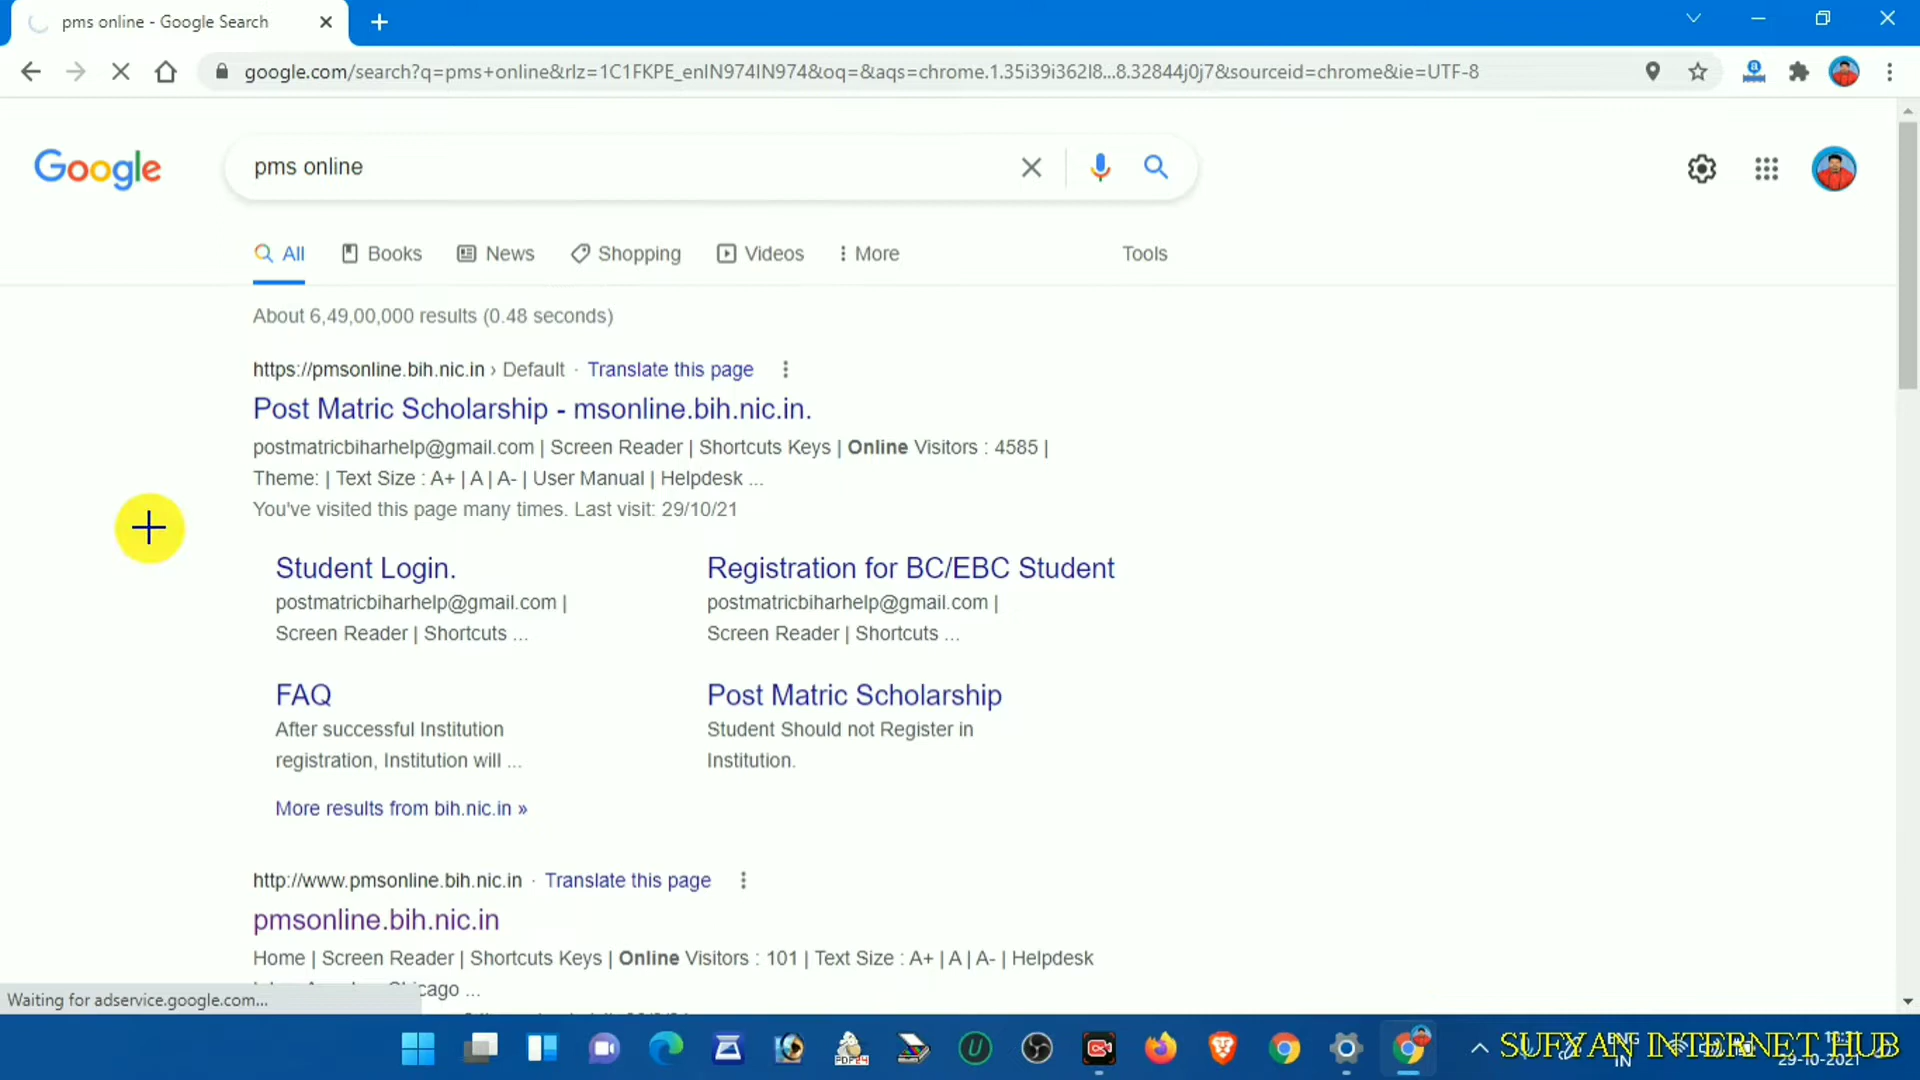 pms online - Google Search
google.com/search?q=pms+online&rlz=1C1FKPE_enIN974IN974&oq=&aqs=chrome.1.35i39i362l8...8.32844j0j7&sourceid=chrome&ie=UTF-8
Google
pms online
All
Books
News
Shopping
Videos
More
Tools
About 6,49,00,000 results (0.48 seconds)
https://pmsonline.bih.nic.in › Default · Translate this page
Post Matric Scholarship - msonline.bih.nic.in.
postmatricbiharhelp@gmail.com | Screen Reader | Shortcuts Keys | Online Visitors : 4585 |
Theme: | Text Size : A+ | A | A- | User Manual | Helpdesk ...
You've visited this page many times. Last visit: 29/10/21
Student Login.
postmatricbiharhelp@gmail.com |
Screen Reader | Shortcuts ...
Registration for BC/EBC Student
postmatricbiharhelp@gmail.com |
Screen Reader | Shortcuts ...
FAQ
After successful Institution
registration, Institution will ...
Post Matric Scholarship
Student Should not Register in
Institution.
More results from bih.nic.in »
http://www.pmsonline.bih.nic.in · Translate this page
pmsonline.bih.nic.in
Home | Screen Reader | Shortcuts Keys | Online Visitors : 101 | Text Size : A+ | A | A- | Helpdesk
Waiting for adservice.google.com...
PDF24
SUFYAN INTERNET HUB
ENG
IN
29-10-2021